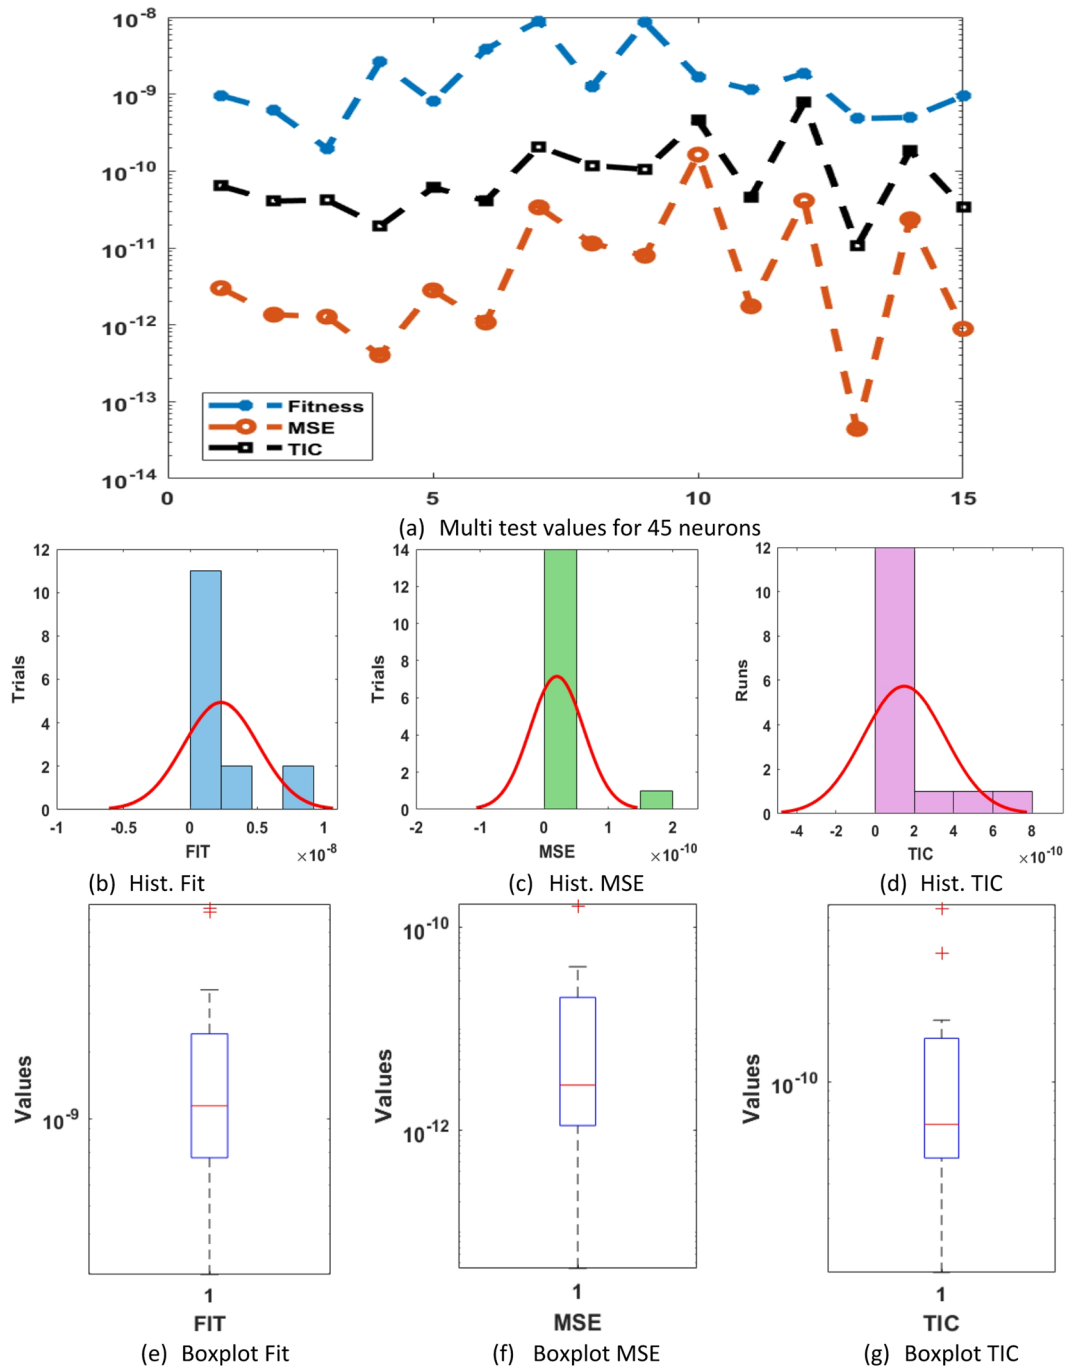 10-8
10-9
10-10
10-11
10-12
10-13
10-14
Fitness
MSE
TIC
0 5 10 15
(a) Multi test values for 45 neurons
12
10
8
6
4
2
0
Trials
-1 -0.5 0 0.5 1
FIT
×10-8
(b) Hist. Fit
14
12
10
8
6
4
2
0
Trials
-2 -1 0 1 2
MSE
×10-10
(c) Hist. MSE
12
10
8
6
4
2
0
Runs
-4 -2 0 2 4 6 8
TIC
×10-10
(d) Hist. TIC
Values
10-9
1
FIT
(e) Boxplot Fit
Values
10-10
10-12
1
MSE
(f) Boxplot MSE
Values
10-10
1
TIC
(g) Boxplot TIC